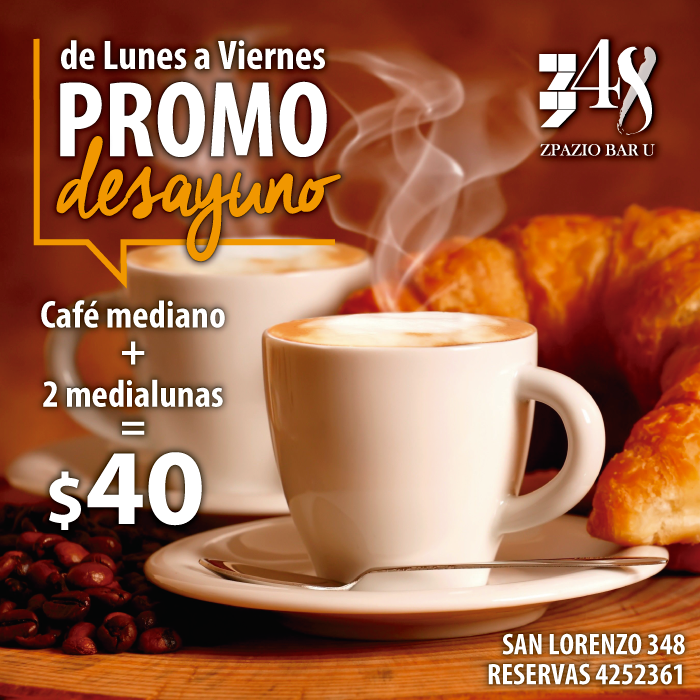 de Lunes a Viernes
PROMO
desayuno
348
ZPAZIO BAR U
Café mediano
+
2 medialunas
=
$40
SAN LORENZO 348
RESERVAS 4252361